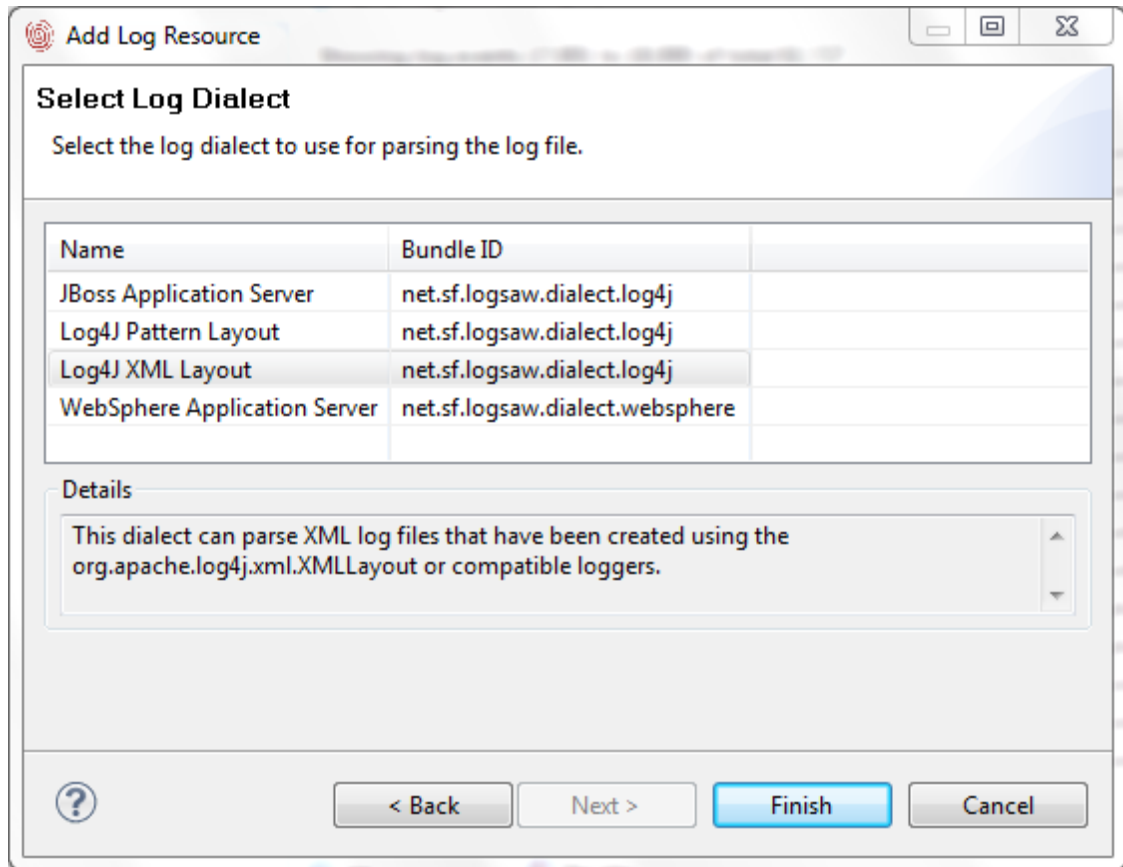 Add Log Resource
Select Log Dialect
Select the log dialect to use for parsing the log file.
Name Bundle ID
JBoss Application Server net.sf.logsaw.dialect.log4j
Log4J Pattern Layout net.sf.logsaw.dialect.log4j
Log4J XML Layout net.sf.logsaw.dialect.log4j
WebSphere Application Server net.sf.logsaw.dialect.websphere
Details
This dialect can parse XML log files that have been created using the
org.apache.log4j.xml.XMLLayout or compatible loggers.
? < Back Next > Finish Cancel